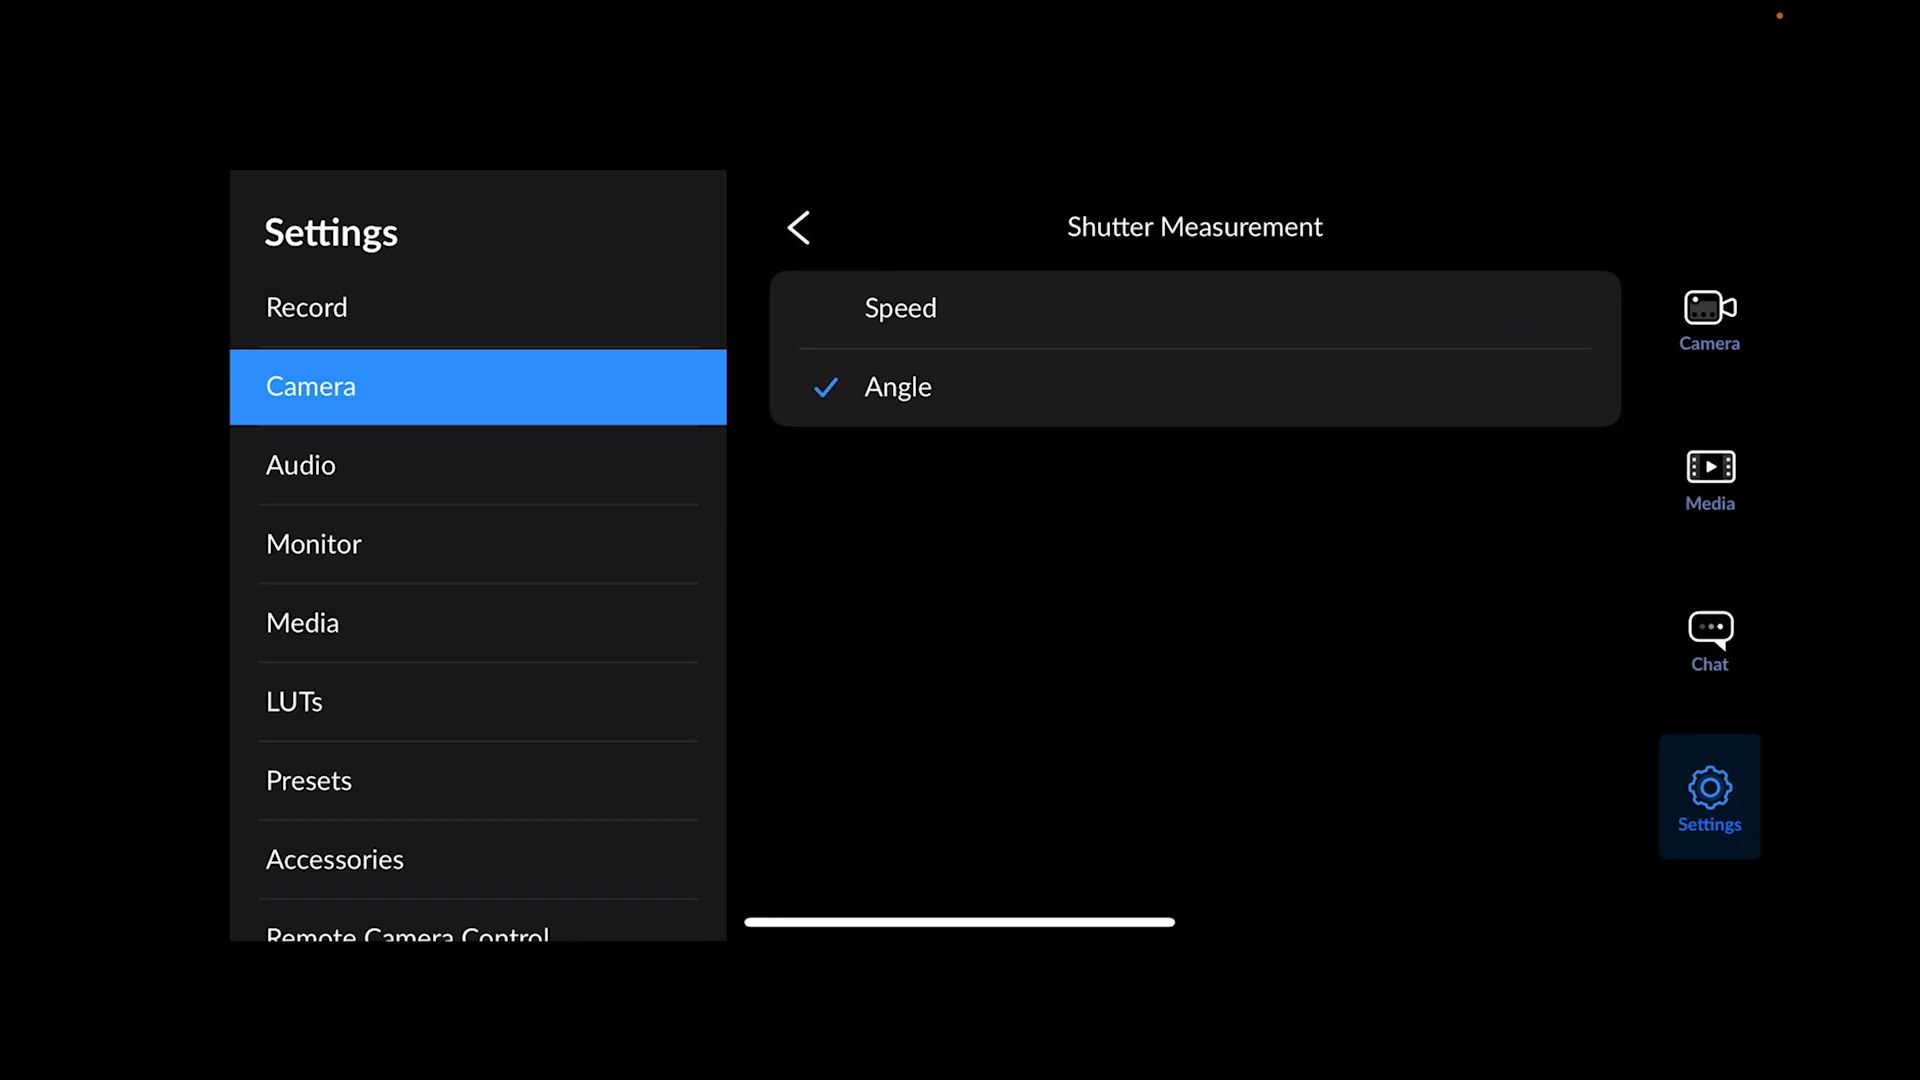 Settings
Record
Camera
Audio
Monitor
Media
LUTs
Presets
Accessories
Remote Camera Control
Shutter Measurement
Speed
Angle
Camera
Media
Chat
Settings